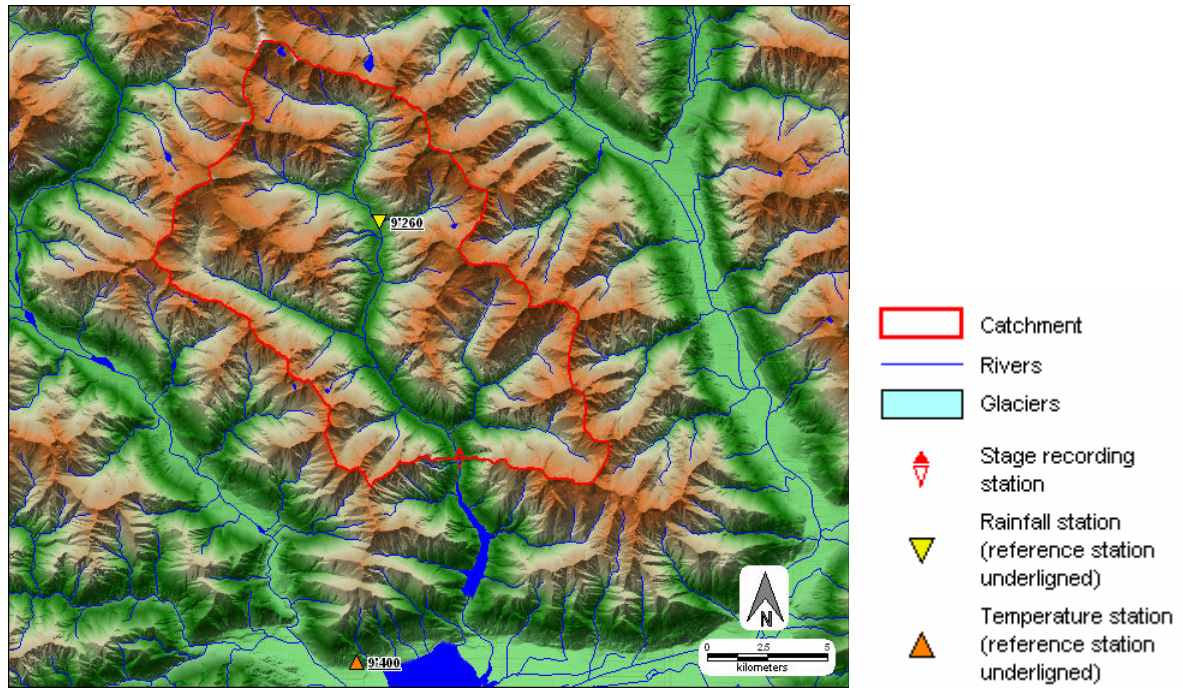 9'260
9'400
N
0 2.5 5
kilometers
Catchment
Rivers
Glaciers
Stage recording
station
Rainfall station
(reference station
underligned)
Temperature station
(reference station
underligned)